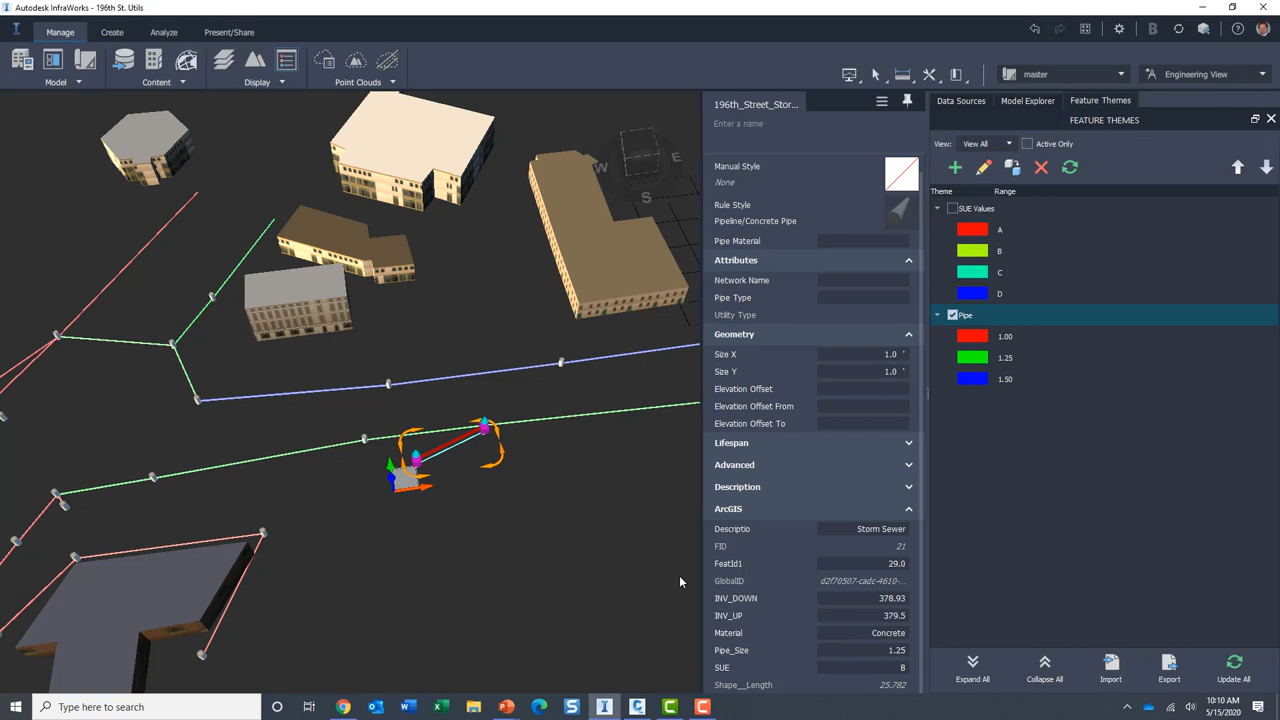 Autodesk InfraWorks - 196th St. Utils
Manage
Create
Analyze
Present/Share
Model
Content
Display
Point Clouds
master
Engineering View
196th_Street_Stor...
Enter a name
Manual Style
None
Rule Style
Pipeline/Concrete Pipe
Pipe Material
Attributes
Network Name
Pipe Type
Utility Type
Geometry
Size X 1.0 '
Size Y 1.0 '
Elevation Offset
Elevation Offset From
Elevation Offset To
Lifespan
Advanced
Description
ArcGIS
Descriptio Storm Sewer
FID 21
FeatId1 29.0
GlobalID d2f70507-cadc-4610-...
INV_DOWN 378.93
INV_UP 379.5
Material Concrete
Pipe_Size 1.25
SUE B
Shape__Length 25.782
Data Sources
Model Explorer
Feature Themes
FEATURE THEMES
View: View All
Active Only
Theme Range
SUE Values
A
B
C
D
Pipe
1.00
1.25
1.50
Expand All
Collapse All
Import
Export
Update All
W
E
S
Type here to search
10:10 AM
5/15/2020